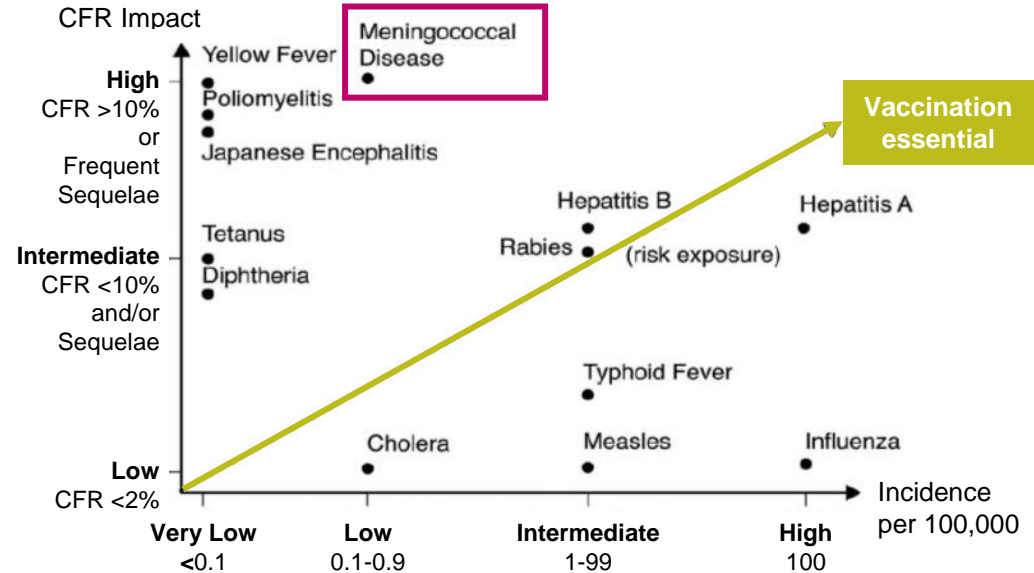 CFR Impact
High
CFR >10%
or
Frequent
Sequelae
Intermediate
CFR <10%
and/or
Sequelae
Low
CFR <2%
Yellow Fever
Poliomyelitis
Japanese Encephalitis
Meningococcal
Disease
Vaccination
essential
Tetanus
Diphtheria
Hepatitis B
Rabies
(risk exposure)
Hepatitis A
Typhoid Fever
Cholera
Measles
Influenza
Incidence
per 100,000
Very Low
<0.1
Low
0.1-0.9
Intermediate
1-99
High
100